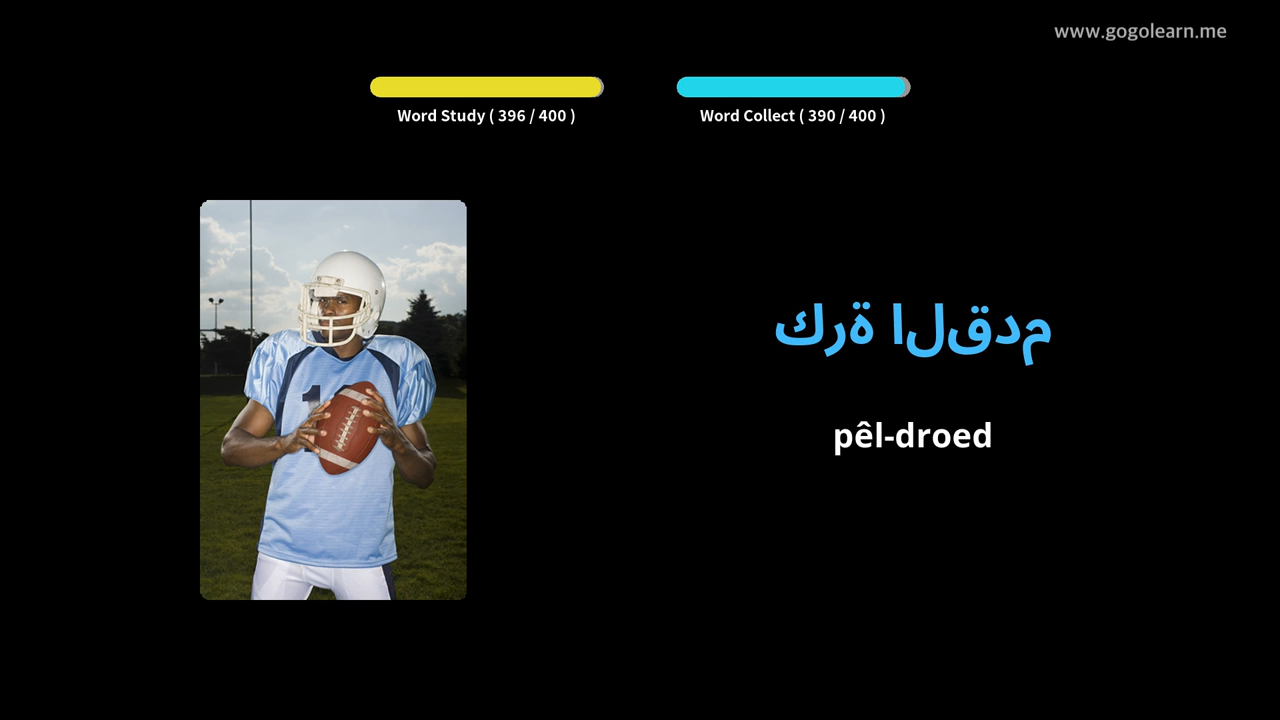 www.gogolearn.me
Word Study ( 396 / 400 )
Word Collect ( 390 / 400 )
كرة القدم
pêl-droed